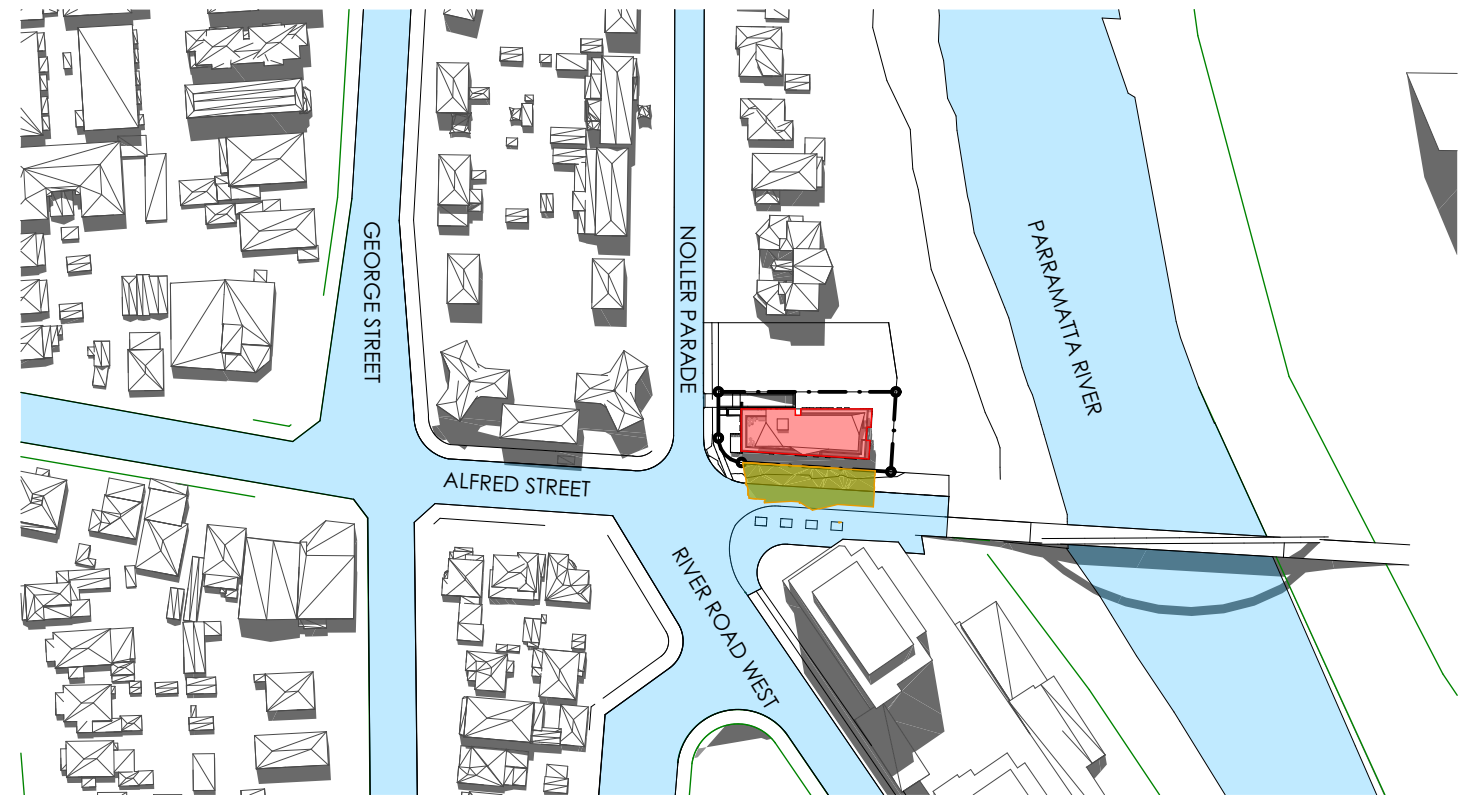 GEORGE STREET
NOLLER PARADE
PARRAMATTA RIVER
ALFRED STREET
RIVER ROAD WEST